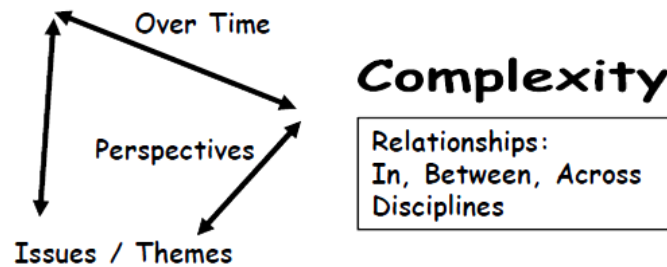 Over Time
Complexity
Perspectives
Relationships:
In, Between, Across
Disciplines
Issues / Themes